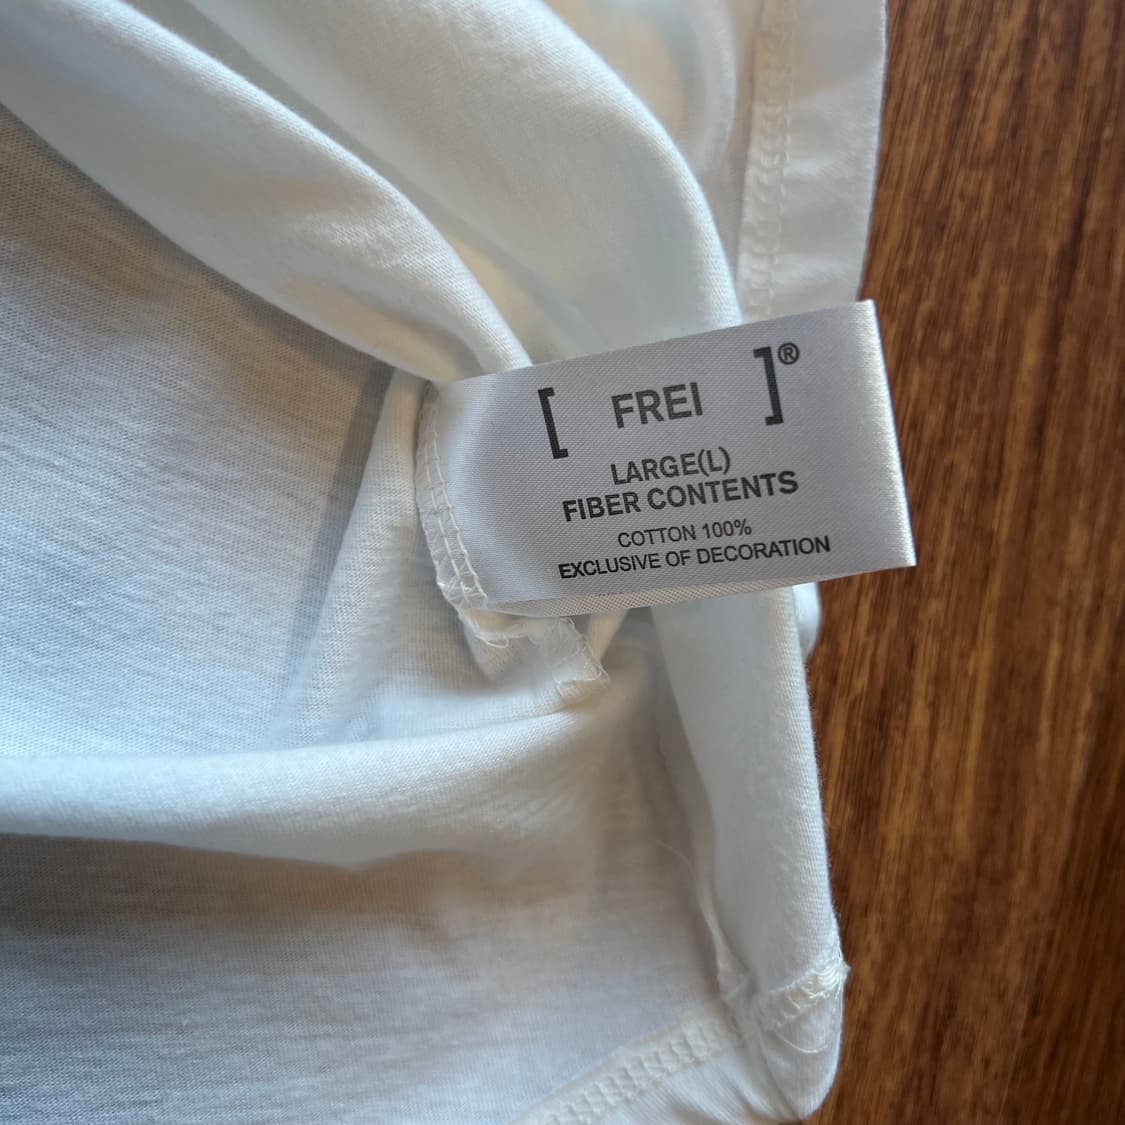 [ FREI ]®
LARGE(L)
FIBER CONTENTS
COTTON 100%
EXCLUSIVE OF DECORATION